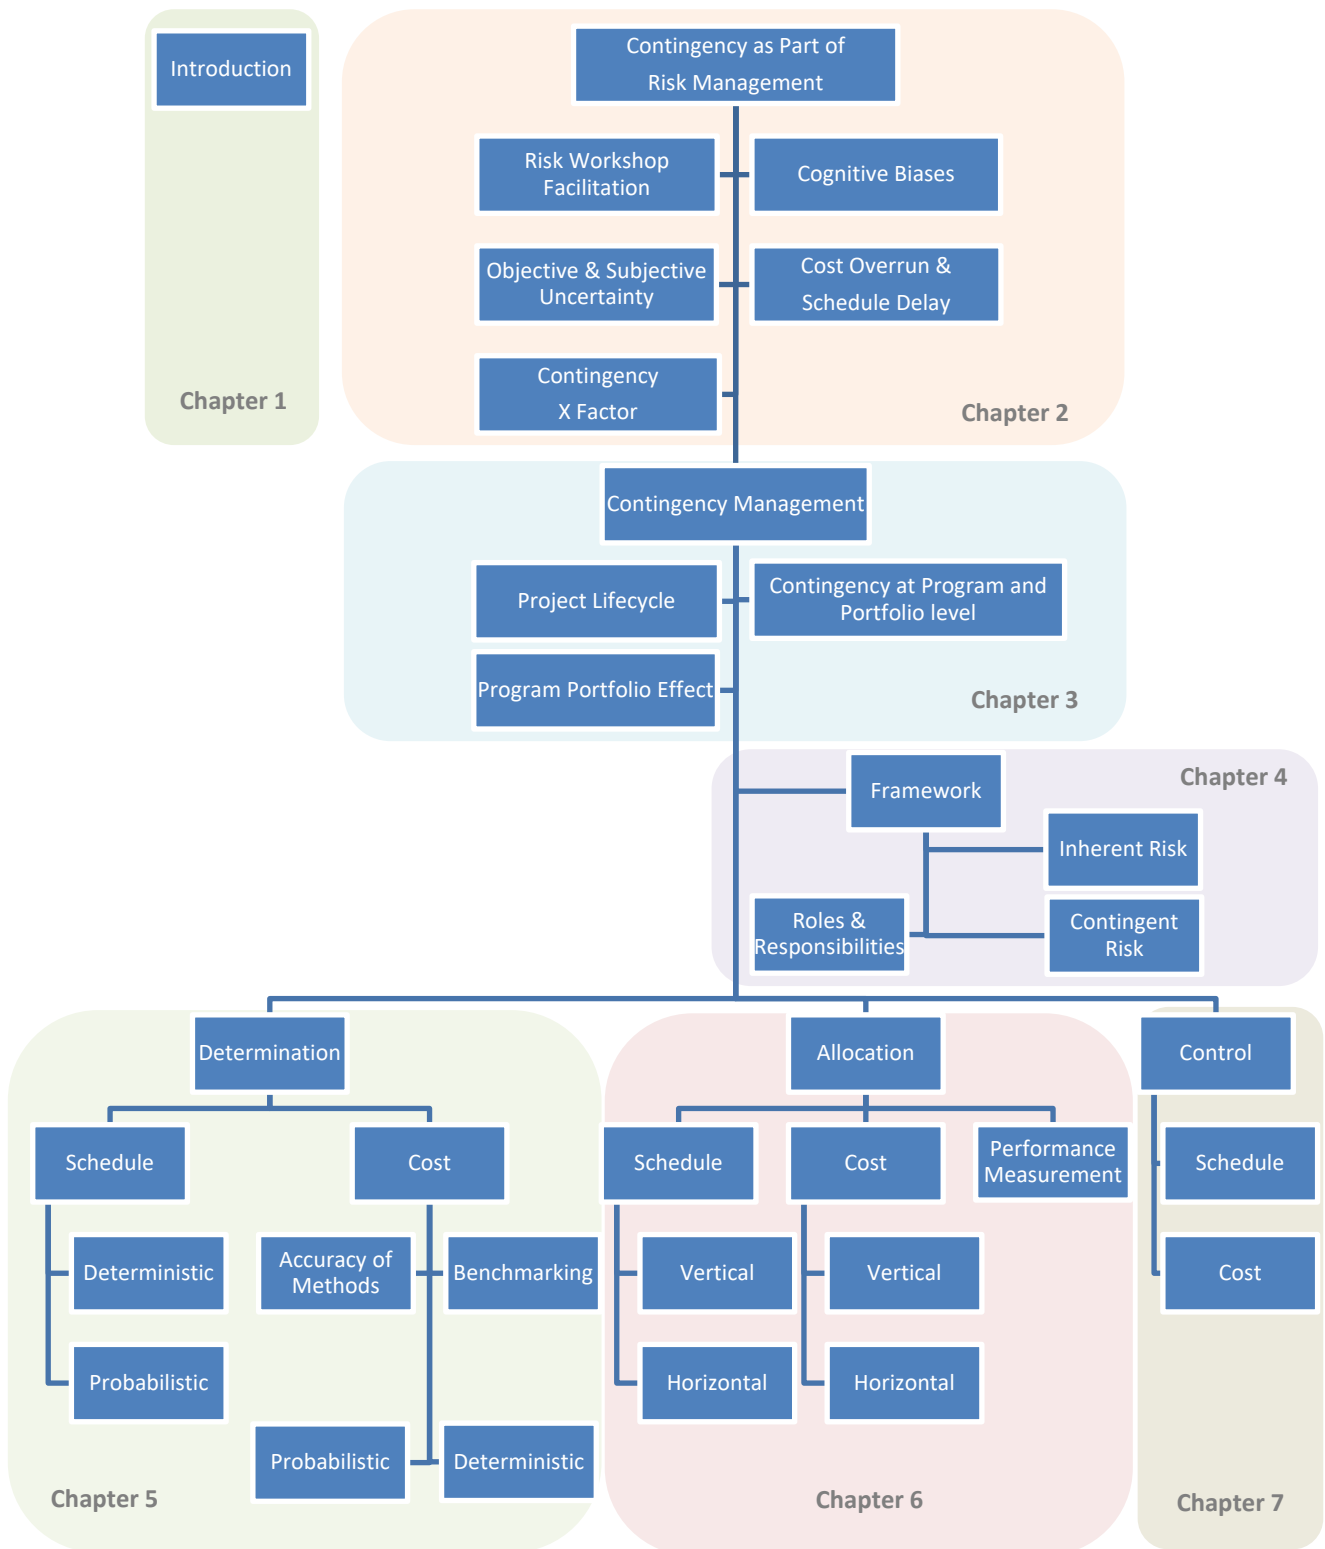 Introduction
Chapter 1
Contingency as Part of
Risk Management
Risk Workshop
Facilitation
Cognitive Biases
Objective & Subjective
Uncertainty
Cost Overrun &
Schedule Delay
Contingency
X Factor
Chapter 2
Contingency Management
Project Lifecycle
Contingency at Program and
Portfolio level
Program Portfolio Effect
Chapter 3
Chapter 4
Framework
Inherent Risk
Roles &
Responsibilities
Contingent
Risk
Determination
Schedule
Cost
Deterministic
Accuracy of
Methods
Benchmarking
Probabilistic
Probabilistic
Deterministic
Chapter 5
Allocation
Schedule
Cost
Performance
Measurement
Vertical
Vertical
Horizontal
Horizontal
Chapter 6
Control
Schedule
Cost
Chapter 7